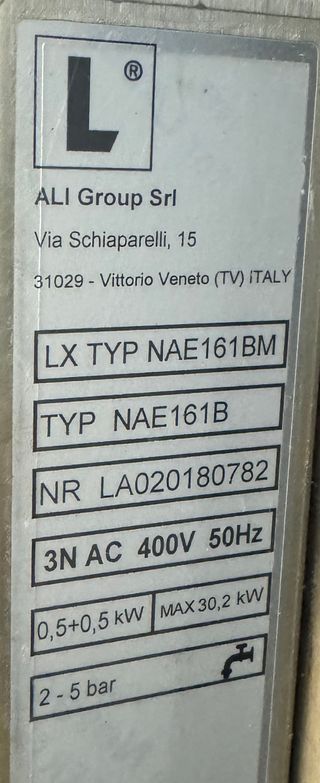 L ®
ALI Group Srl
Via Schiaparelli, 15
31029 - Vittorio Veneto (TV) ITALY
LX TYP NAE161BM
TYP NAE161B
NR LA020180782
3N AC 400V 50Hz
0,5+0,5 kW MAX 30,2 kW
2 - 5 bar